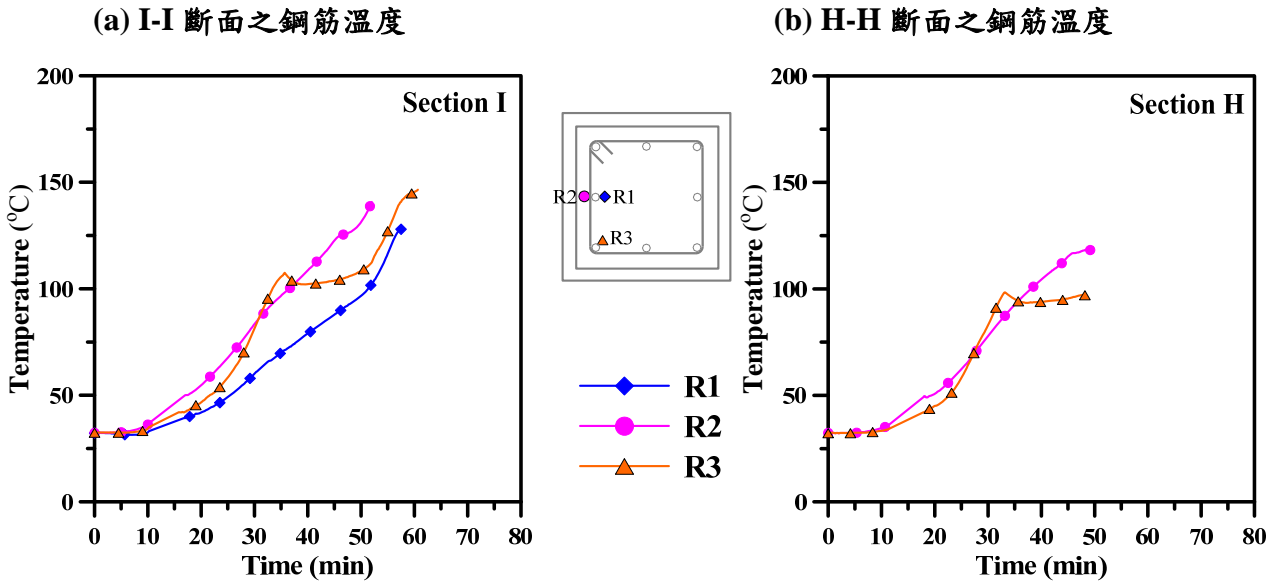 (a) I-I 斷面之鋼筋溫度
(b) H-H 斷面之鋼筋溫度
Section I
200
150
100
50
0
Temperature (°C)
0 10 20 30 40 50 60 70 80
Time (min)
R2
R1
R3
R1
R2
R3
Section H
200
150
100
50
0
Temperature (°C)
0 10 20 30 40 50 60 70 80
Time (min)